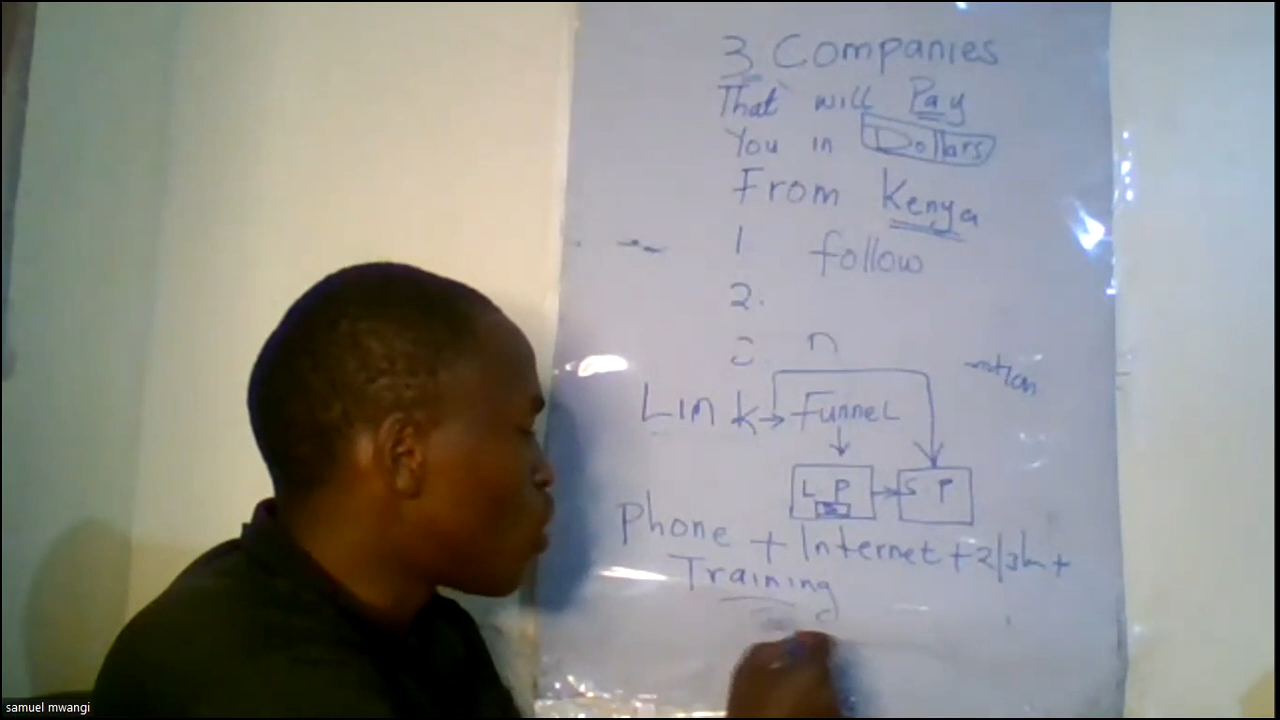 3 Companies
That will Pay
You in Dollars
From Kenya
1 follow
2.
n
Link → Funnel
L P → S P
Phone + Internet + 2/3h +
Training
samuel mwangi